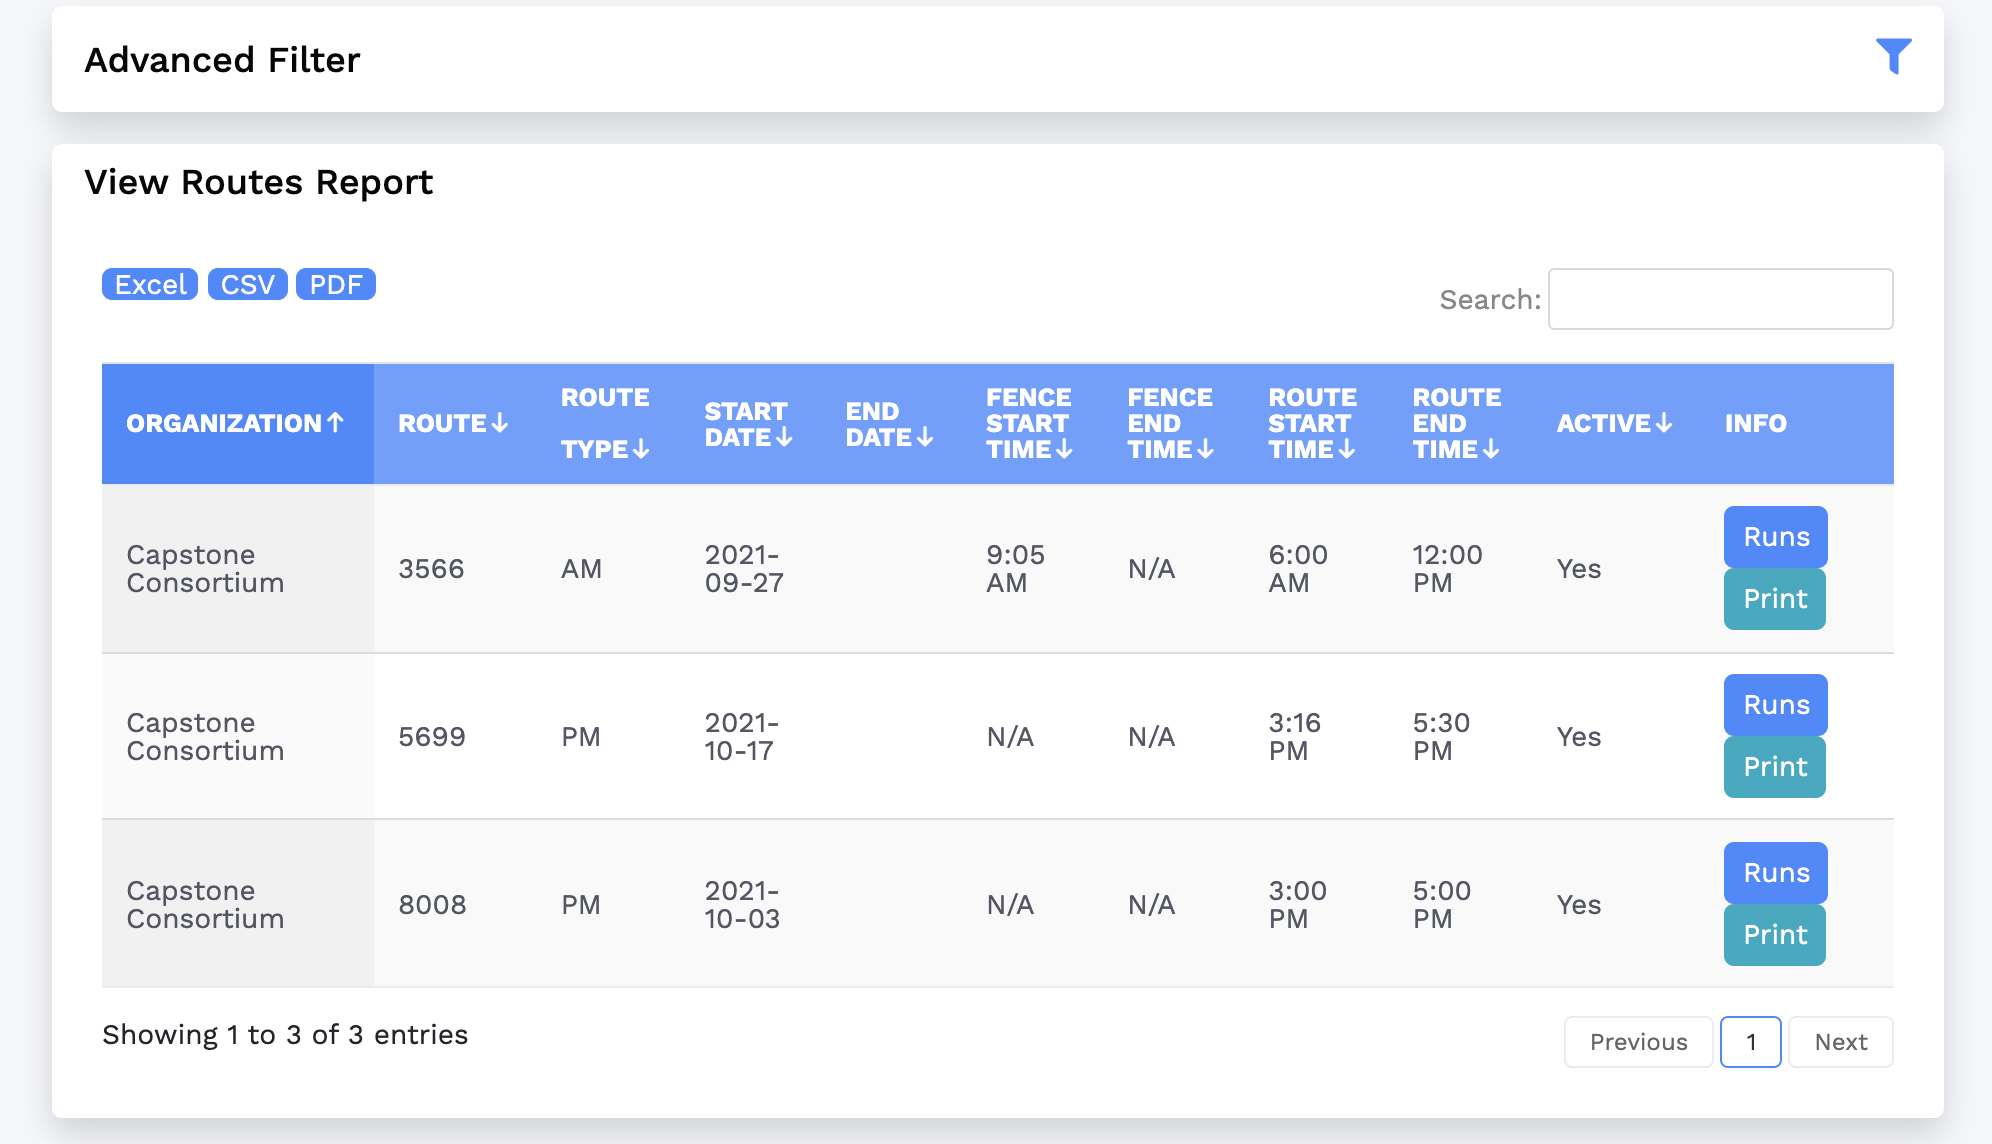 Advanced Filter
View Routes Report
Excel CSV PDF
Search:
ORGANIZATION↑ ROUTE↓ ROUTE TYPE↓ START DATE↓ END DATE↓ FENCE START TIME↓ FENCE END TIME↓ ROUTE START TIME↓ ROUTE END TIME↓ ACTIVE↓ INFO
Capstone Consortium 3566 AM 2021-09-27 9:05 AM N/A 6:00 AM 12:00 PM Yes Runs Print
Capstone Consortium 5699 PM 2021-10-17 N/A N/A 3:16 PM 5:30 PM Yes Runs Print
Capstone Consortium 8008 PM 2021-10-03 N/A N/A 3:00 PM 5:00 PM Yes Runs Print
Showing 1 to 3 of 3 entries
Previous 1 Next